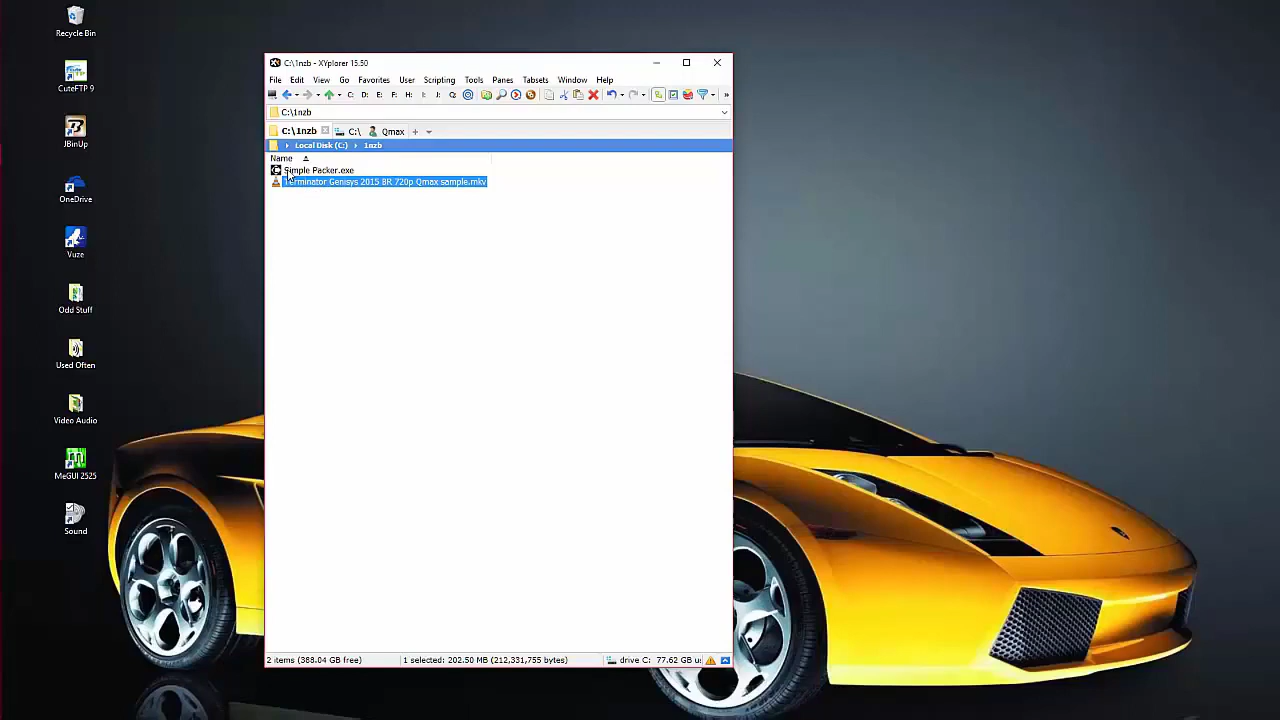 Recycle Bin
CuteFTP 9
JBinUp
OneDrive
Vuze
Odd Stuff
Used Often
Video Audio
MeGUI 2525
Sound
C:\1nzb - XYplorer 15.50
File Edit View Go Favorites User Scripting Tools Panes Tabsets Window Help
C: D: E: F: H: I: J: Q: »
C:\1nzb
C:\1nzb C:\ Qmax +
Local Disk (C:) 1nzb
Name
Simple Packer.exe
Terminator Genisys 2015 BR 720p Qmax sample.mkv
2 items (388.04 GB free) 1 selected: 202.50 MB (212,331,755 bytes) drive C: 77.62 GB u: